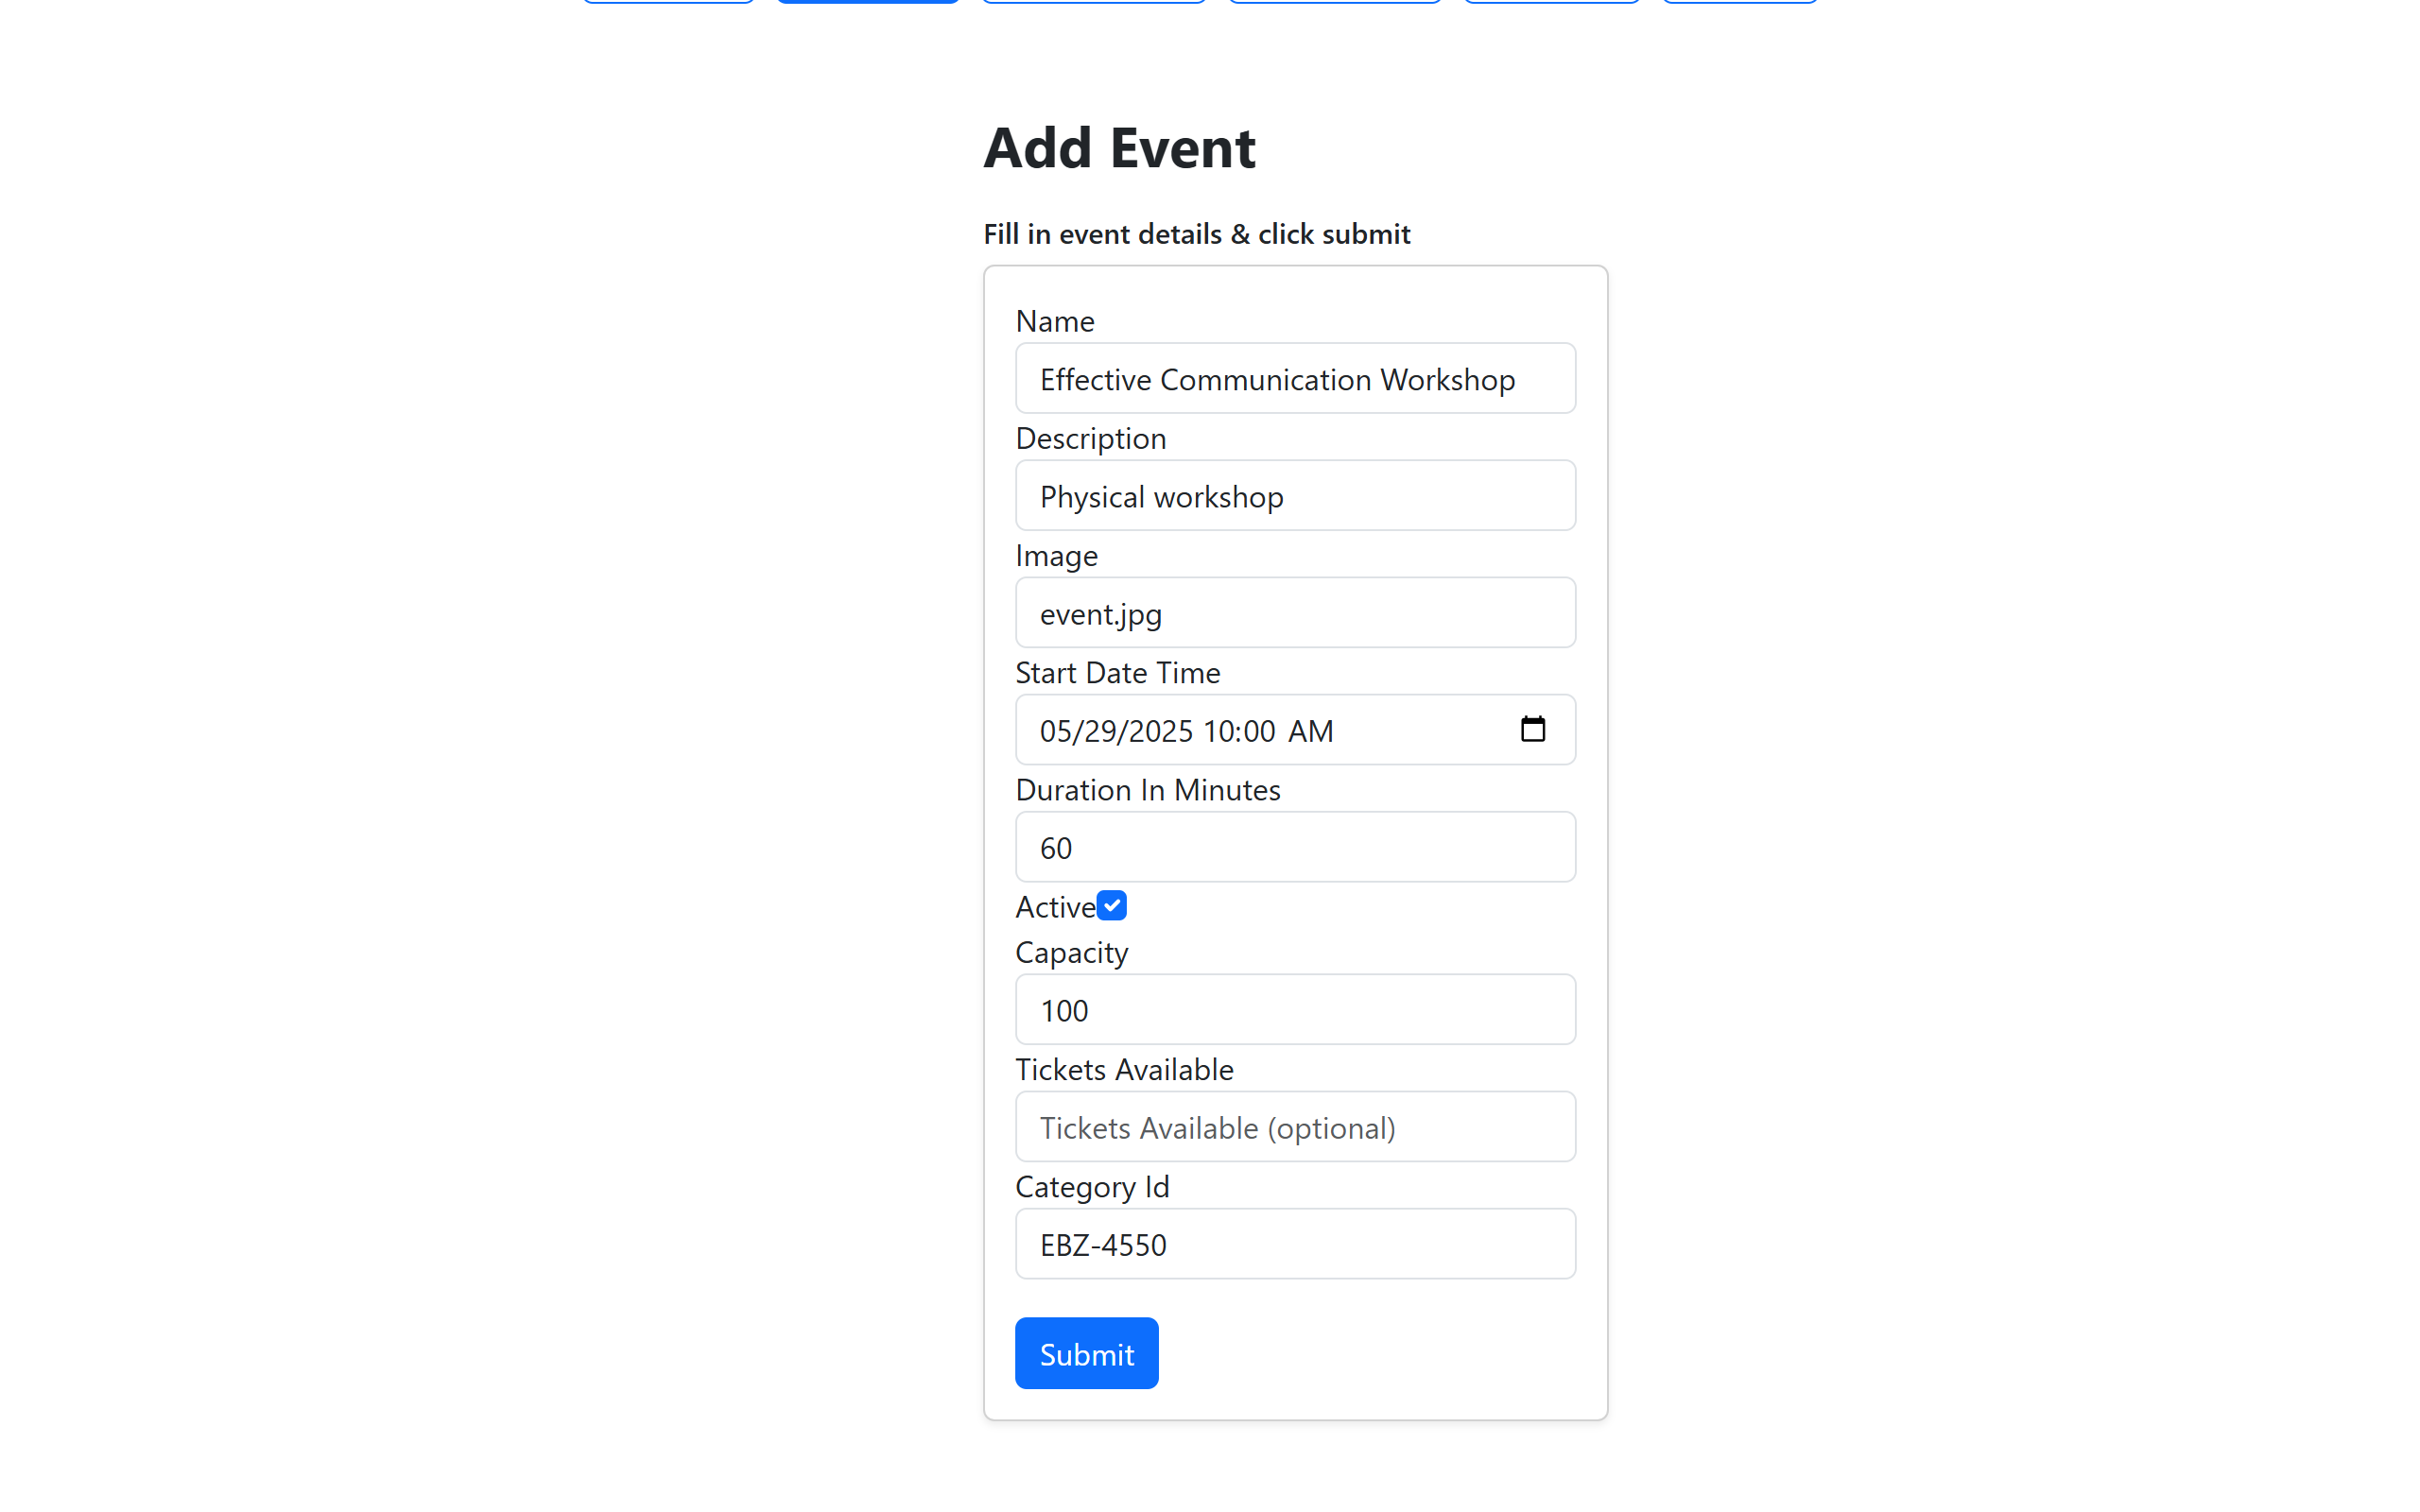 Add Event
Fill in event details & click submit
Name
Effective Communication Workshop
Description
Physical workshop
Image
event.jpg
Start Date Time
05/29/2025 10:00 AM
Duration In Minutes
60
Active
Capacity
100
Tickets Available
Tickets Available (optional)
Category Id
EBZ-4550
Submit